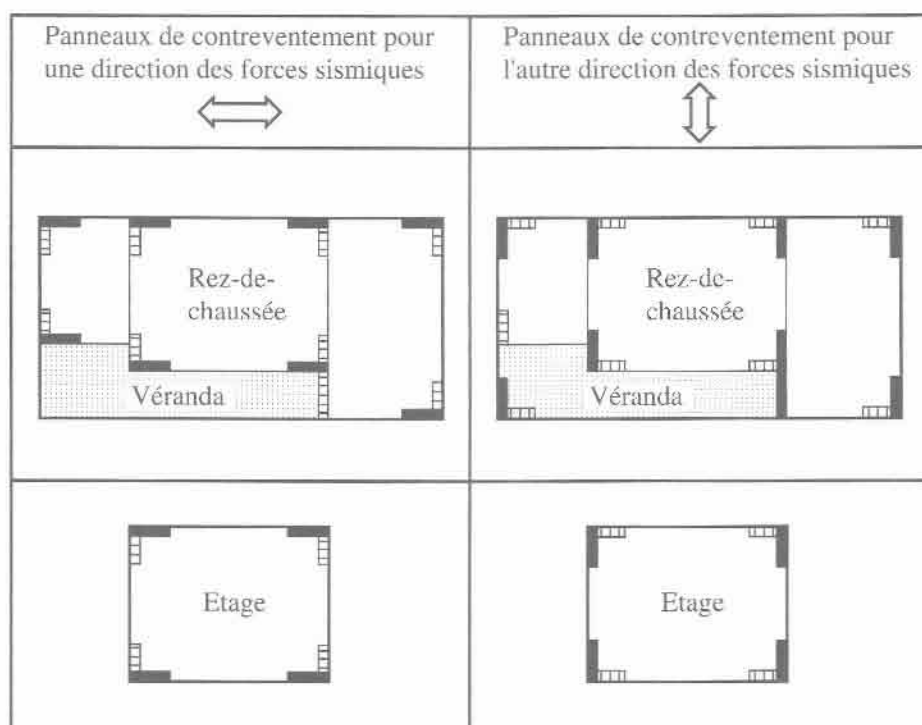 Panneaux de contreventement pour
une direction des forces sismiques
Panneaux de contreventement pour
l'autre direction des forces sismiques
Rez-de-
chaussée
Véranda
Rez-de-
chaussée
Véranda
Etage
Etage